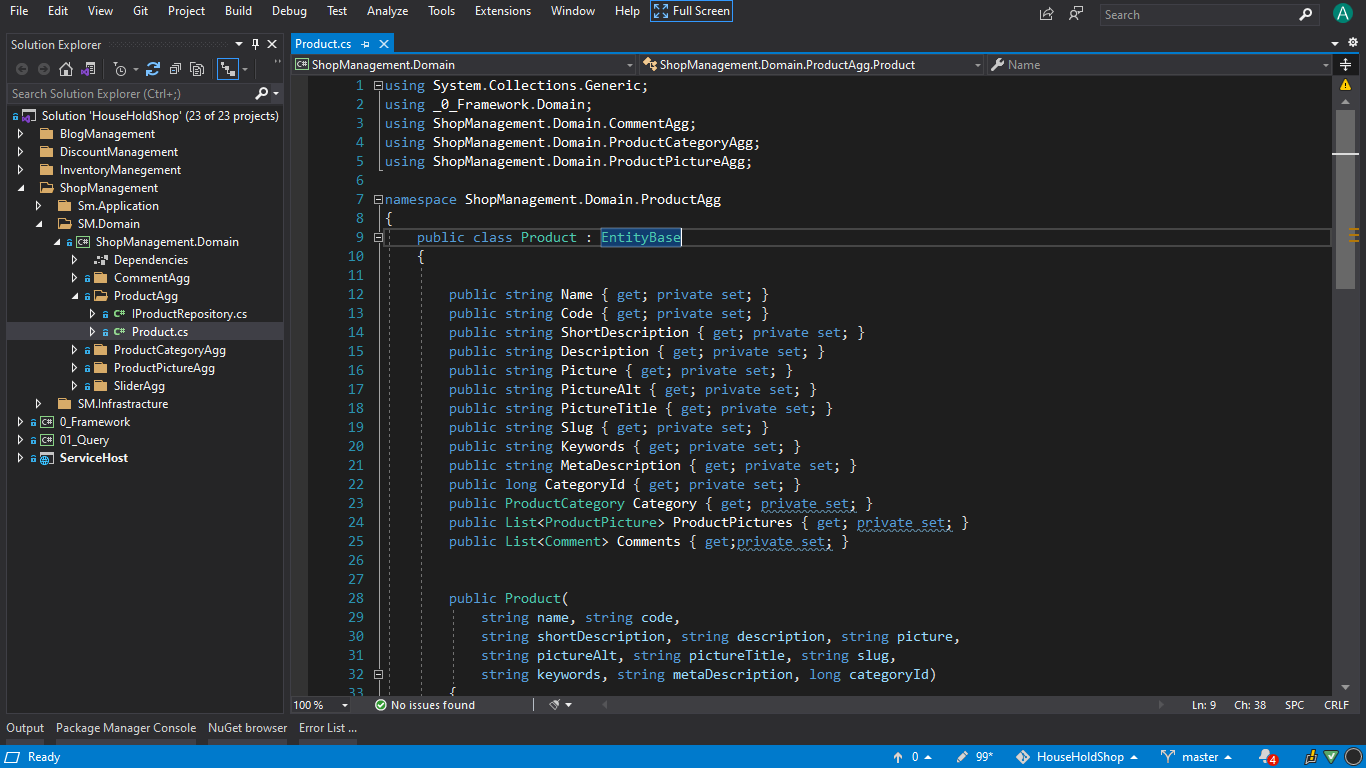 File Edit View Git Project Build Debug Test Analyze Tools Extensions Window Help Full Screen Search A
Solution Explorer
Search Solution Explorer (Ctrl+;)
Solution 'HouseHoldShop' (23 of 23 projects)
BlogManagement
DiscountManagement
InventoryManegement
ShopManagement
Sm.Application
SM.Domain
C# ShopManagement.Domain
Dependencies
CommentAgg
ProductAgg
C# IProductRepository.cs
C# Product.cs
ProductCategoryAgg
ProductPictureAgg
SliderAgg
SM.Infrastracture
C# 0_Framework
C# 01_Query
ServiceHost
Product.cs
C# ShopManagement.Domain ShopManagement.Domain.ProductAgg.Product Name
1 using System.Collections.Generic;
2 using _0_Framework.Domain;
3 using ShopManagement.Domain.CommentAgg;
4 using ShopManagement.Domain.ProductCategoryAgg;
5 using ShopManagement.Domain.ProductPictureAgg;
6
7 namespace ShopManagement.Domain.ProductAgg
8 {
9 public class Product : EntityBase
10 {
11
12 public string Name { get; private set; }
13 public string Code { get; private set; }
14 public string ShortDescription { get; private set; }
15 public string Description { get; private set; }
16 public string Picture { get; private set; }
17 public string PictureAlt { get; private set; }
18 public string PictureTitle { get; private set; }
19 public string Slug { get; private set; }
20 public string Keywords { get; private set; }
21 public string MetaDescription { get; private set; }
22 public long CategoryId { get; private set; }
23 public ProductCategory Category { get; private set; }
24 public List<ProductPicture> ProductPictures { get; private set; }
25 public List<Comment> Comments { get;private set; }
26
27
28 public Product(
29 string name, string code,
30 string shortDescription, string description, string picture,
31 string pictureAlt, string pictureTitle, string slug,
32 string keywords, string metaDescription, long categoryId)
33 {
100 % No issues found Ln: 9 Ch: 38 SPC CRLF
Output Package Manager Console NuGet browser Error List ...
Ready 0 99* HouseHoldShop master 4